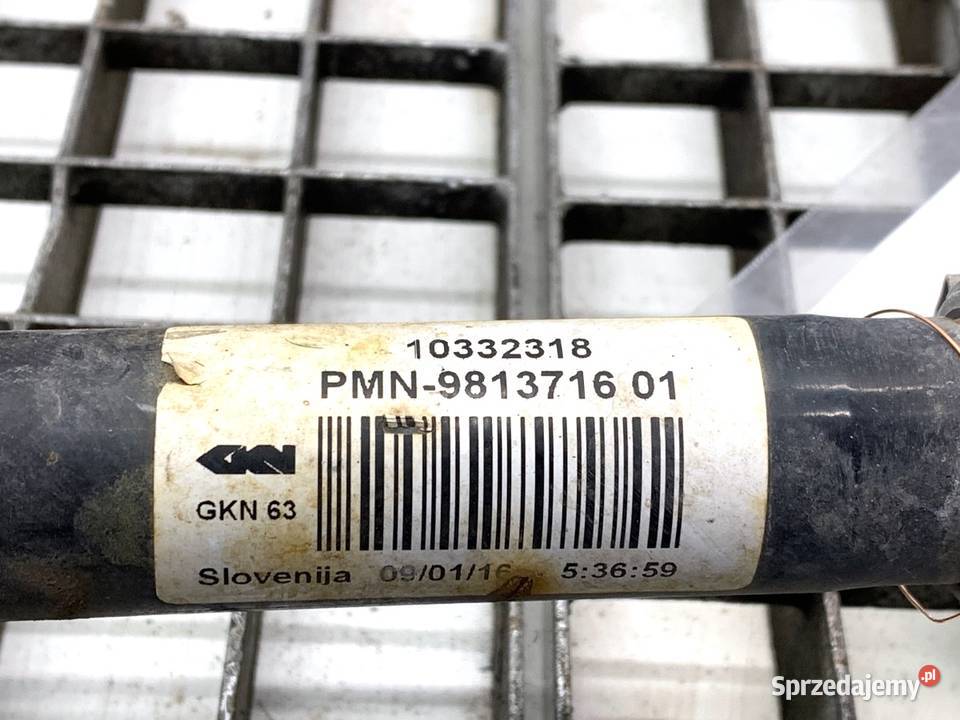 10332318
PMN-9813716 01
GKN
GKN 63
Slovenija 09/01/16 5:36:59
Sprzedajemy.pl